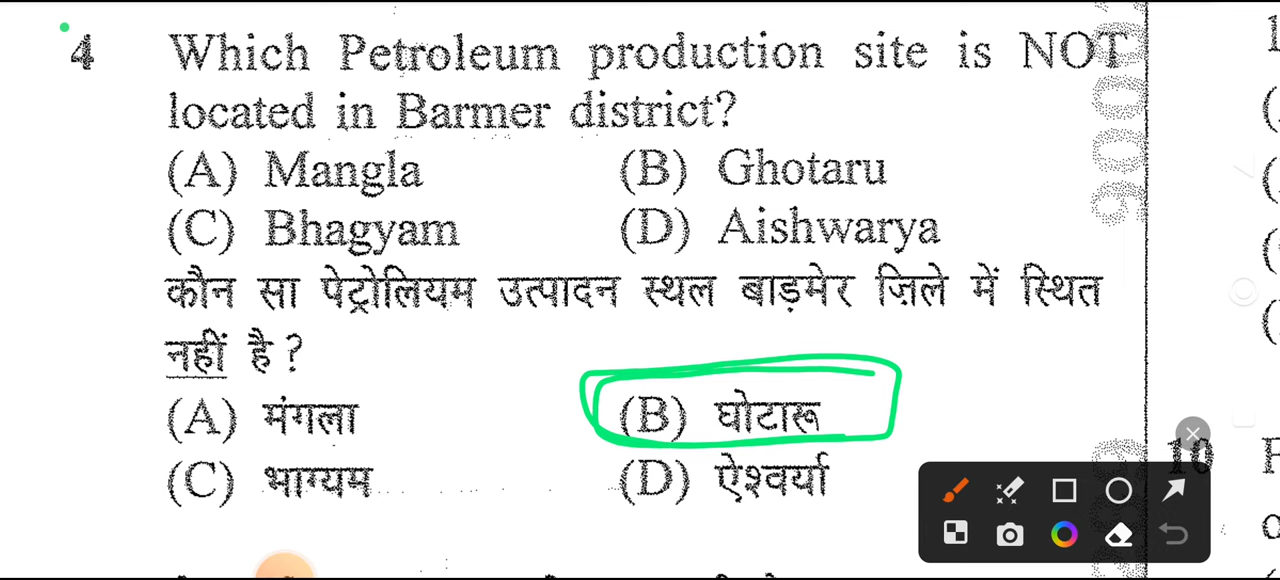 4 Which Petroleum production site is NOT
located in Barmer district?
(A) Mangla (B) Ghotaru
(C) Bhagyam (D) Aishwarya
कौन सा पेट्रोलियम उत्पादन स्थल बाड़मेर ज़िले में स्थित
नहीं है ?
(A) मंगला (B) घोटारू
(C) भाग्यम (D) ऐश्वर्या
10